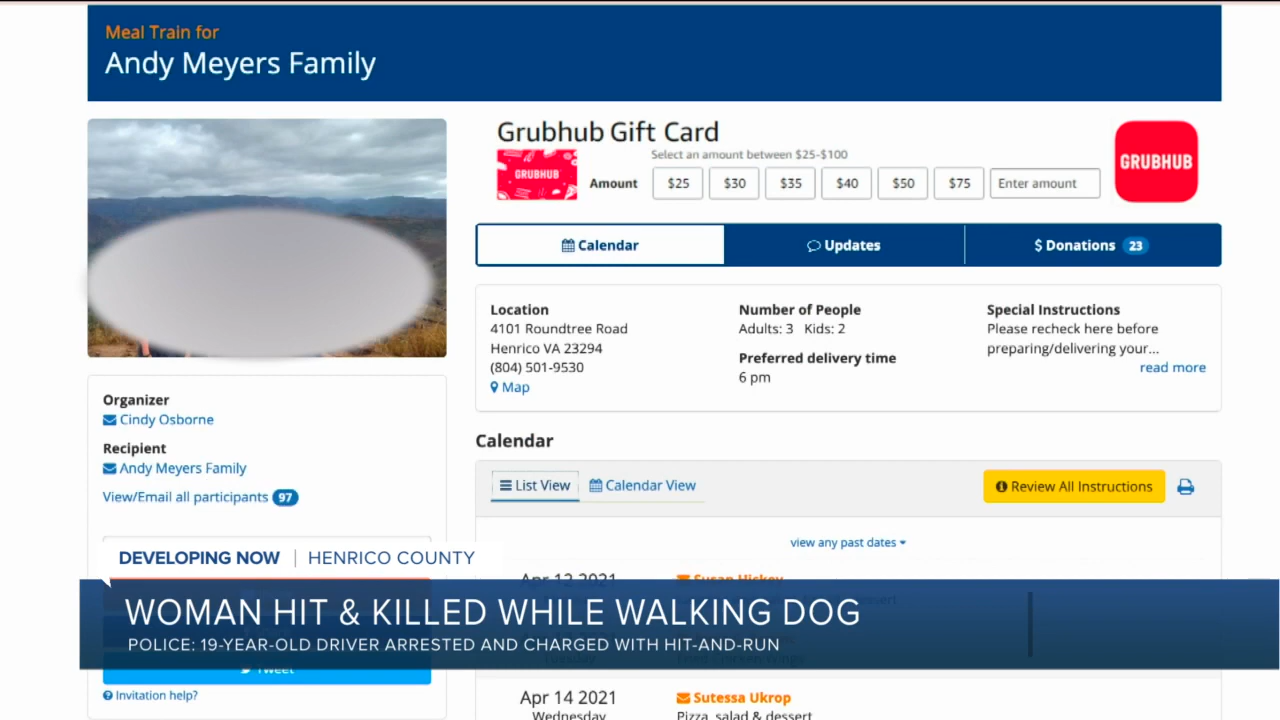 Meal Train for
Andy Meyers Family
Grubhub Gift Card
Select an amount between $25-$100
GRUBHUB
Amount
$25
$30
$35
$40
$50
$75
Enter amount
GRUBHUB
Calendar
Updates
$ Donations 23
Location
4101 Roundtree Road
Henrico VA 23294
(804) 501-9530
Map
Number of People
Adults: 3 Kids: 2
Preferred delivery time
6 pm
Special Instructions
Please recheck here before
preparing/delivering your...
read more
Organizer
Cindy Osborne
Recipient
Andy Meyers Family
View/Email all participants 97
Calendar
List View
Calendar View
Review All Instructions
view any past dates
Apr 12 2021
Susan Hickey
DEVELOPING NOW | HENRICO COUNTY
WOMAN HIT & KILLED WHILE WALKING DOG
POLICE: 19-YEAR-OLD DRIVER ARRESTED AND CHARGED WITH HIT-AND-RUN
Tweet
Invitation help?
Apr 14 2021
Wednesday
Sutessa Ukrop
Pizza, salad & dessert